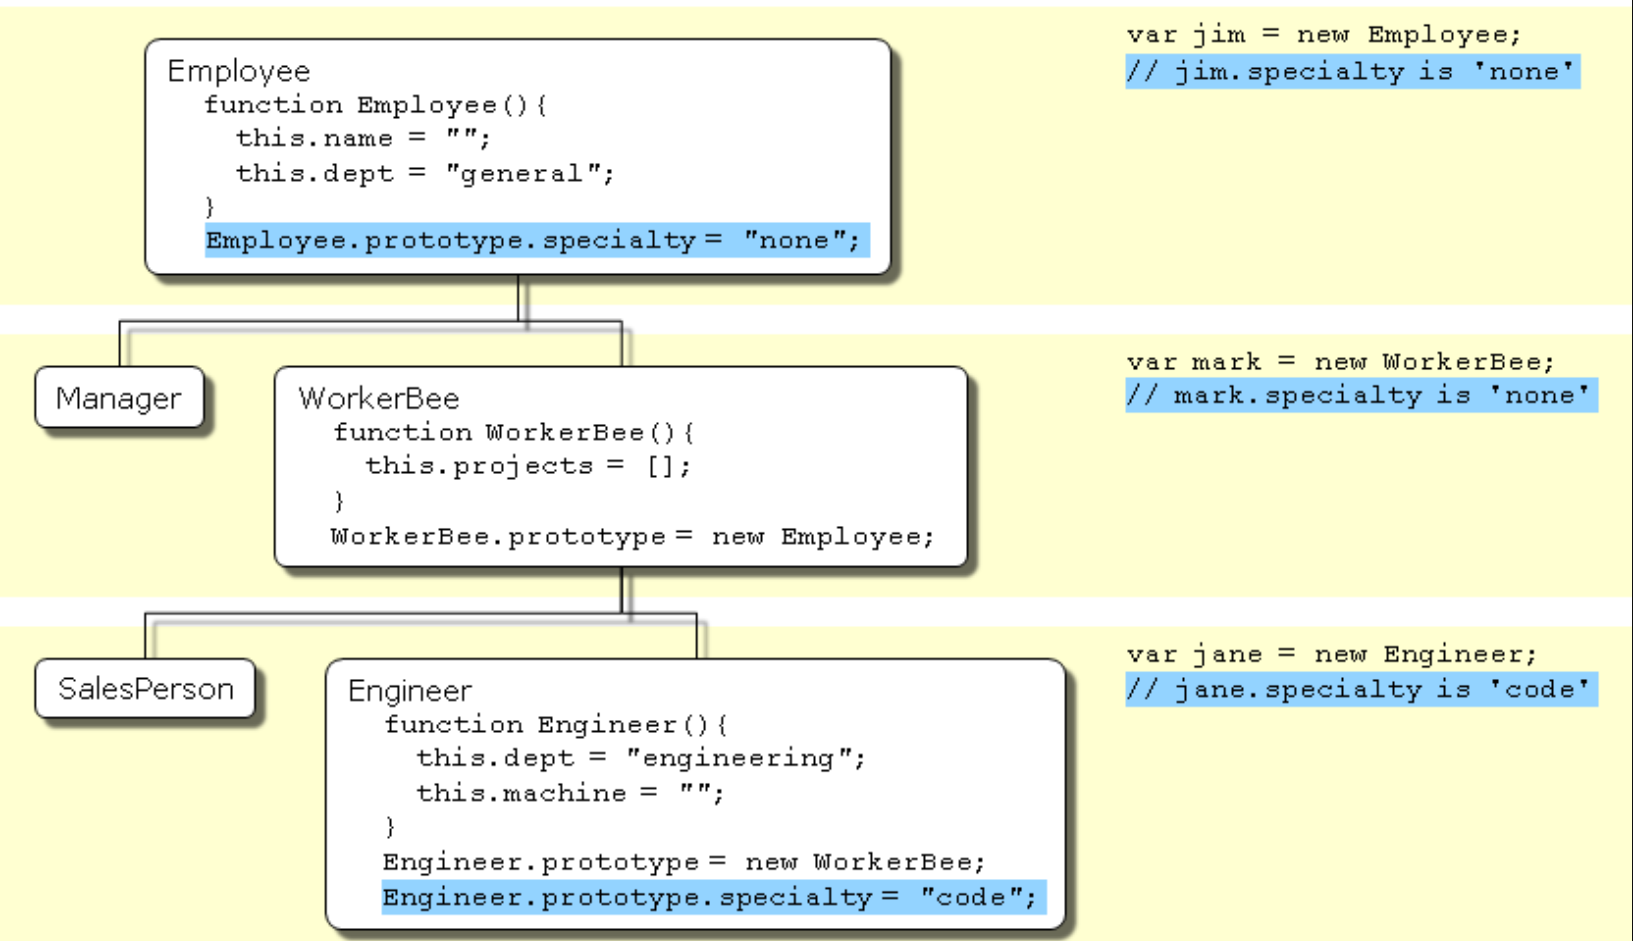 Employee
function Employee(){
this.name = "";
this.dept = "general";
}
Employee.prototype.specialty = "none";
var jim = new Employee;
// jim.specialty is 'none'
Manager
WorkerBee
function WorkerBee(){
this.projects = [];
}
WorkerBee.prototype = new Employee;
var mark = new WorkerBee;
// mark.specialty is 'none'
SalesPerson
Engineer
function Engineer(){
this.dept = "engineering";
this.machine = "";
}
Engineer.prototype = new WorkerBee;
Engineer.prototype.specialty = "code";
var jane = new Engineer;
// jane.specialty is 'code'